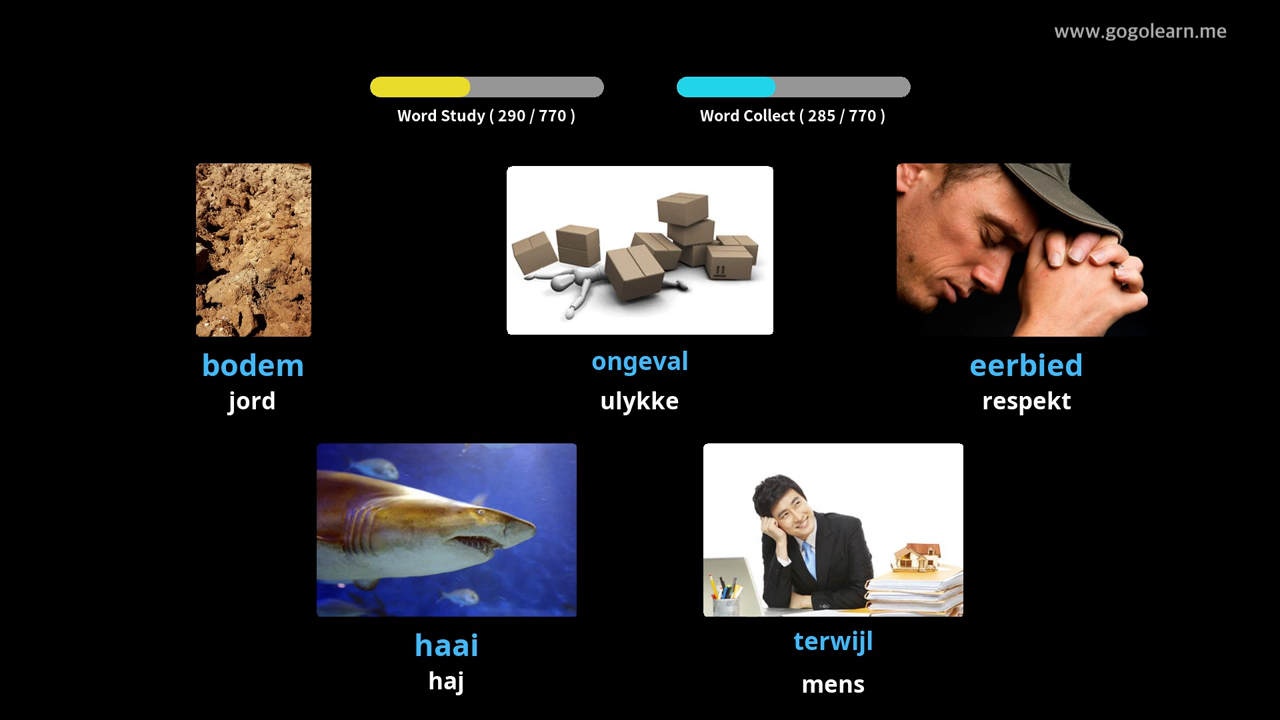 www.gogolearn.me
Word Study ( 290 / 770 )
Word Collect ( 285 / 770 )
bodem
jord
ongeval
ulykke
eerbied
respekt
haai
haj
terwijl
mens